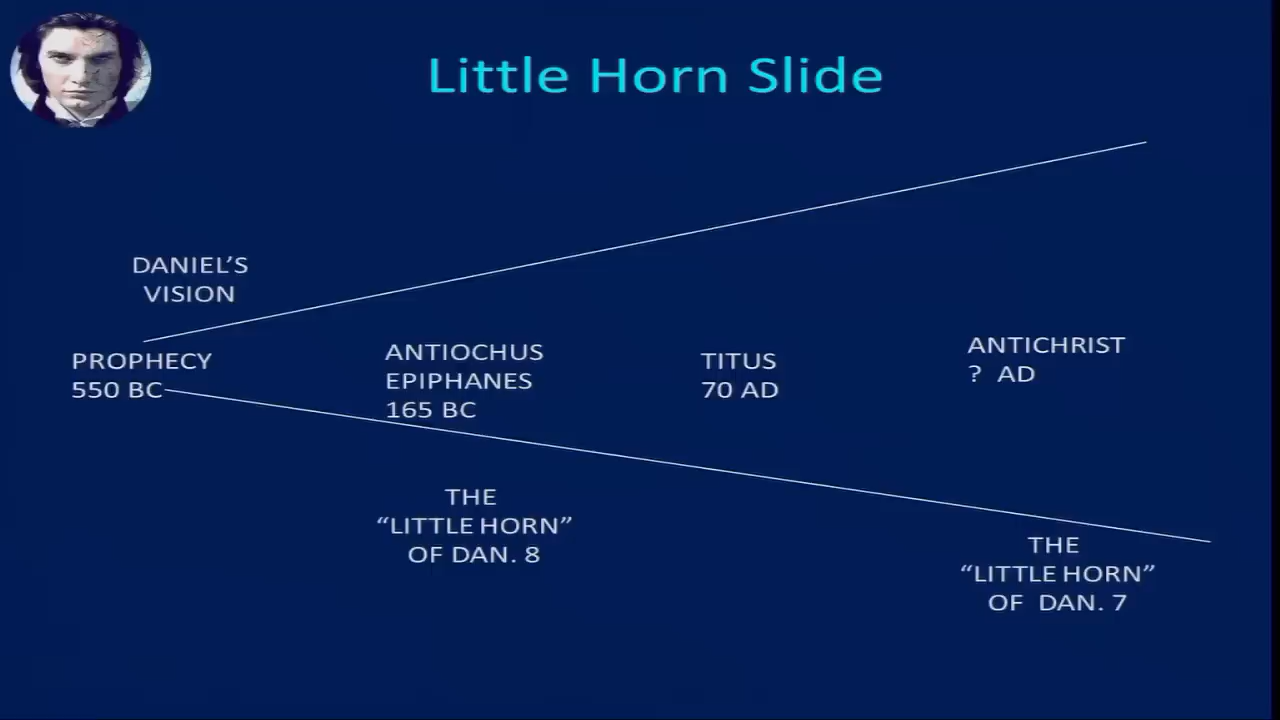 Little Horn Slide
DANIEL’S
VISION
PROPHECY
550 BC
ANTIOCHUS
EPIPHANES
165 BC
TITUS
70 AD
ANTICHRIST
? AD
THE
“LITTLE HORN”
OF DAN. 8
THE
“LITTLE HORN”
OF DAN. 7